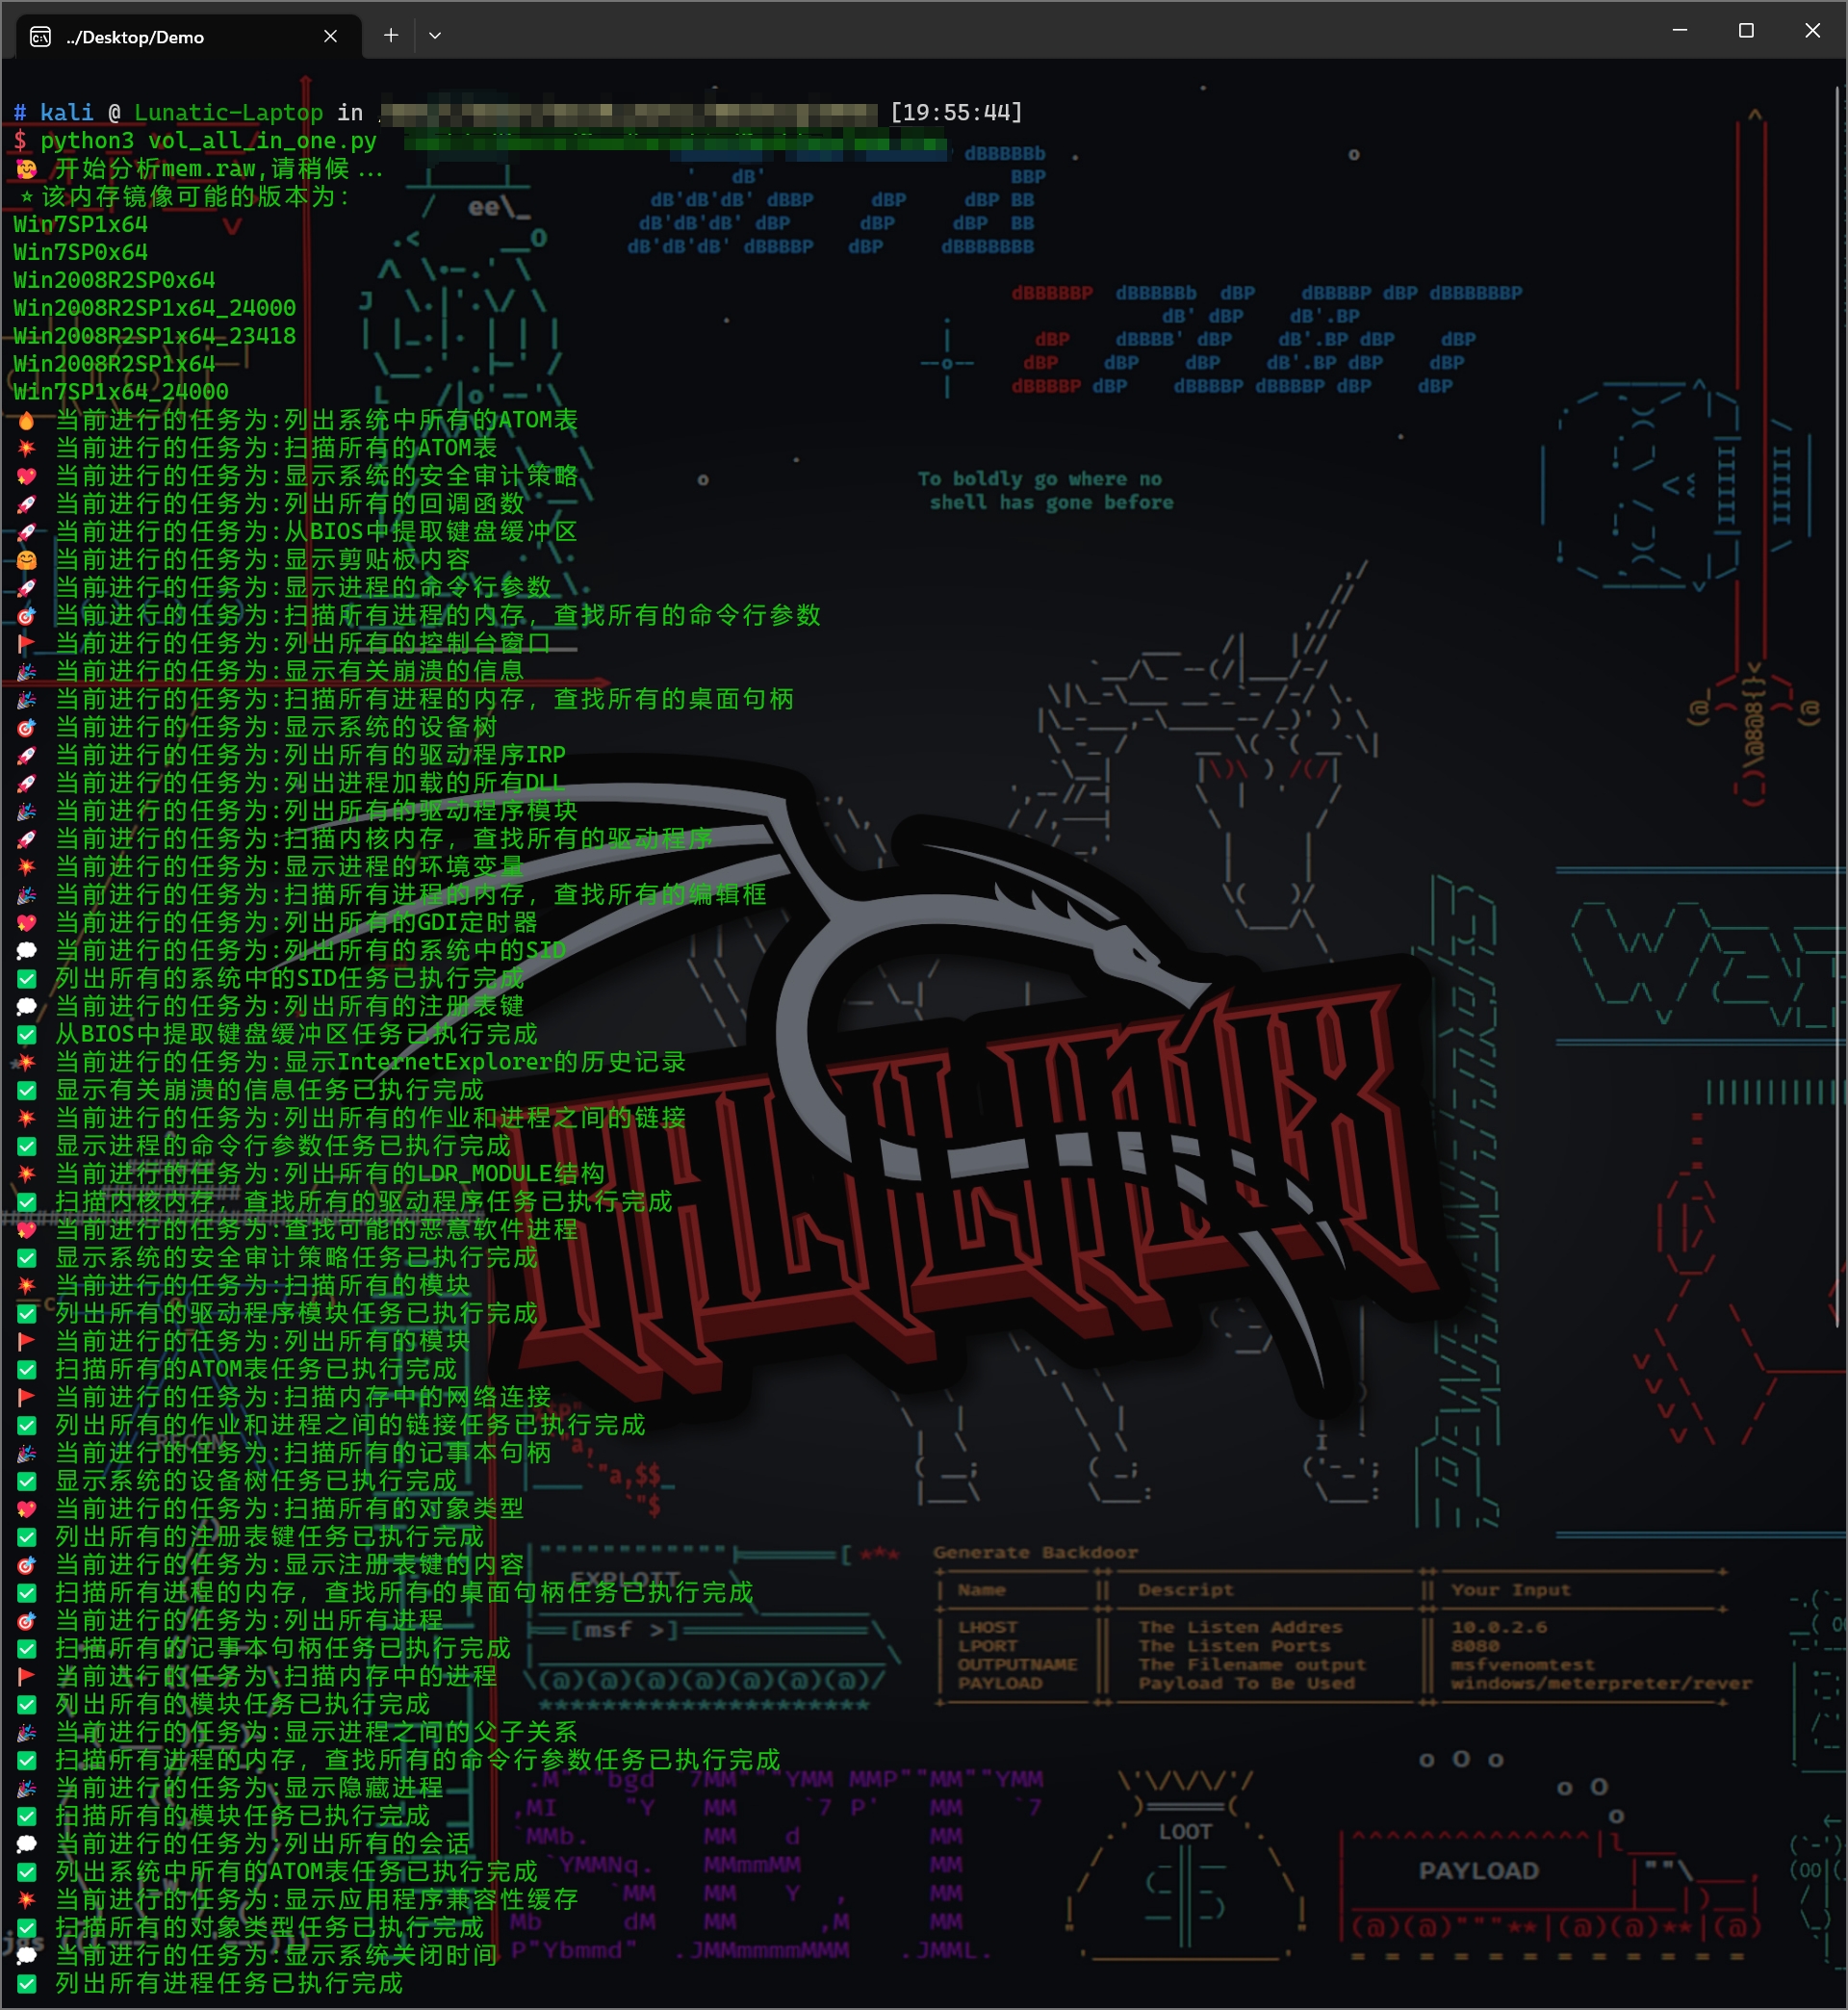 ../Desktop/Demo
# kali @ Lunatic-Laptop in [19:55:44]
$ python3 vol_all_in_one.py
🥰 开始分析mem.raw,请稍候...
⭐该内存镜像可能的版本为:
Win7SP1x64
Win7SP0x64
Win2008R2SP0x64
Win2008R2SP1x64_24000
Win2008R2SP1x64_23418
Win2008R2SP1x64
Win7SP1x64_24000
🔥 当前进行的任务为:列出系统中所有的ATOM表
💥 当前进行的任务为:扫描所有的ATOM表
💖 当前进行的任务为:显示系统的安全审计策略
🚀 当前进行的任务为:列出所有的回调函数
🚀 当前进行的任务为:从BIOS中提取键盘缓冲区
🤗 当前进行的任务为:显示剪贴板内容
🚀 当前进行的任务为:显示进程的命令行参数
🎯 当前进行的任务为:扫描所有进程的内存，查找所有的命令行参数
🚩 当前进行的任务为:列出所有的控制台窗口
🎉 当前进行的任务为:显示有关崩溃的信息
🎉 当前进行的任务为:扫描所有进程的内存，查找所有的桌面句柄
🎯 当前进行的任务为:显示系统的设备树
🚀 当前进行的任务为:列出所有的驱动程序IRP
🚀 当前进行的任务为:列出进程加载的所有DLL
🎉 当前进行的任务为:列出所有的驱动程序模块
🚀 当前进行的任务为:扫描内核内存，查找所有的驱动程序
💥 当前进行的任务为:显示进程的环境变量
🎉 当前进行的任务为:扫描所有进程的内存，查找所有的编辑框
💖 当前进行的任务为:列出所有的GDI定时器
💭 当前进行的任务为:列出所有的系统中的SID
✅ 列出所有的系统中的SID任务已执行完成
💭 当前进行的任务为:列出所有的注册表键
✅ 从BIOS中提取键盘缓冲区任务已执行完成
💥 当前进行的任务为:显示InternetExplorer的历史记录
✅ 显示有关崩溃的信息任务已执行完成
💥 当前进行的任务为:列出所有的作业和进程之间的链接
✅ 显示进程的命令行参数任务已执行完成
💥 当前进行的任务为:列出所有的LDR_MODULE结构
✅ 扫描内核内存，查找所有的驱动程序任务已执行完成
💖 当前进行的任务为:查找可能的恶意软件进程
✅ 显示系统的安全审计策略任务已执行完成
💥 当前进行的任务为:扫描所有的模块
✅ 列出所有的驱动程序模块任务已执行完成
🚩 当前进行的任务为:列出所有的模块
✅ 扫描所有的ATOM表任务已执行完成
🚩 当前进行的任务为:扫描内存中的网络连接
✅ 列出所有的作业和进程之间的链接任务已执行完成
🎉 当前进行的任务为:扫描所有的记事本句柄
✅ 显示系统的设备树任务已执行完成
💖 当前进行的任务为:扫描所有的对象类型
✅ 列出所有的注册表键任务已执行完成
🎯 当前进行的任务为:显示注册表键的内容
✅ 扫描所有进程的内存，查找所有的桌面句柄任务已执行完成
🎯 当前进行的任务为:列出所有进程
✅ 扫描所有的记事本句柄任务已执行完成
🚩 当前进行的任务为:扫描内存中的进程
✅ 列出所有的模块任务已执行完成
🎉 当前进行的任务为:显示进程之间的父子关系
✅ 扫描所有进程的内存，查找所有的命令行参数任务已执行完成
🎉 当前进行的任务为:显示隐藏进程
✅ 扫描所有的模块任务已执行完成
💭 当前进行的任务为:列出所有的会话
✅ 列出系统中所有的ATOM表任务已执行完成
💥 当前进行的任务为:显示应用程序兼容性缓存
✅ 扫描所有的对象类型任务已执行完成
💭 当前进行的任务为:显示系统关闭时间
✅ 列出所有进程任务已执行完成
To boldly go where no
shell has gone before
KALI LINUX
RECON
EXPLOIT
[msf >]
Generate Backdoor
Name || Descript || Your Input
LHOST || The Listen Addres || 10.0.2.6
LPORT || The Listen Ports || 8080
OUTPUTNAME || The Filename output || msfvenomtest
PAYLOAD || Payload To Be Used || windows/meterpreter/rever
LOOT
PAYLOAD